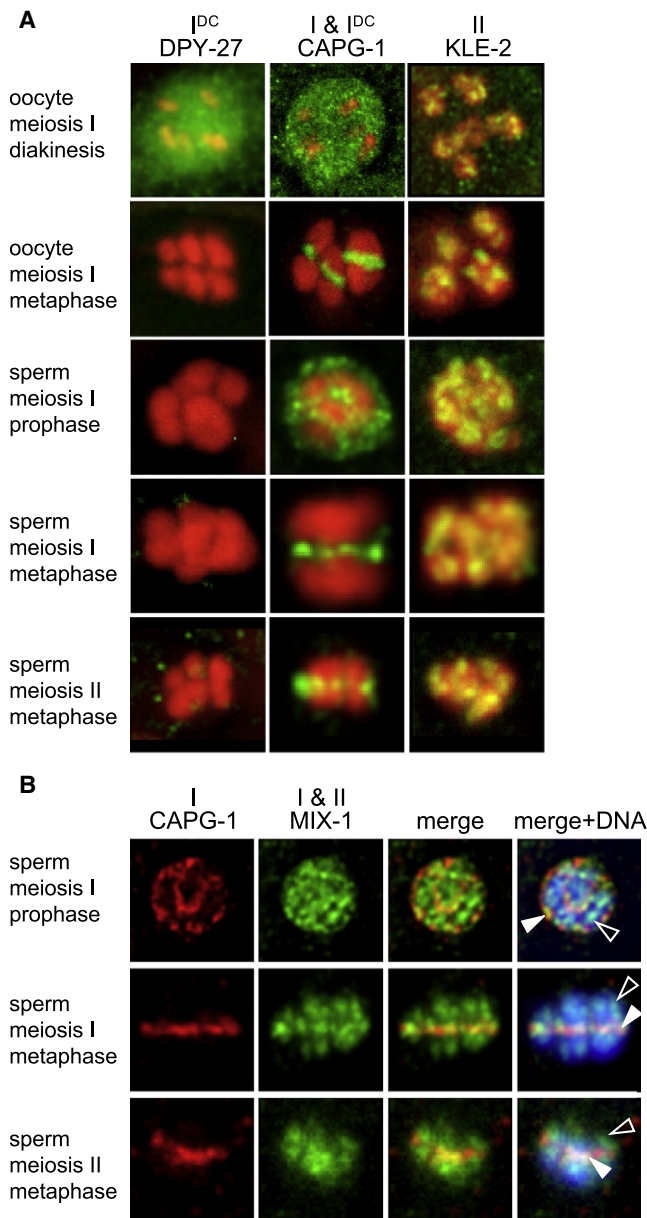 A
I^DC I & I^DC II
DPY-27 CAPG-1 KLE-2
oocyte
meiosis I
diakinesis
oocyte
meiosis I
metaphase
sperm
meiosis I
prophase
sperm
meiosis I
metaphase
sperm
meiosis II
metaphase
B
I I & II
CAPG-1 MIX-1 merge merge+DNA
sperm
meiosis I
prophase
sperm
meiosis I
metaphase
sperm
meiosis II
metaphase